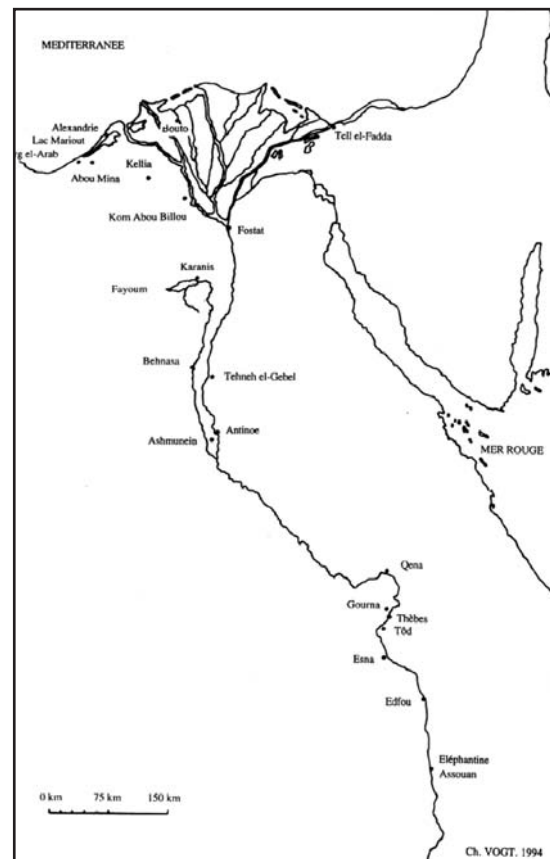 MEDITERRANEE
Alexandrie
Lac Mariout
rg el-Arab
Abou Mina
Kellia
Bouto
Tell el-Fadda
Kom Abou Billou
Fostat
Karanis
Fayoum
Behnasa
Tehneh el-Gebel
Antinoe
Ashmunein
MER ROUGE
Qena
Gourna
Thèbes
Tôd
Esna
Edfou
Eléphantine
Assouan
0 km 75 km 150 km
Ch. VOGT. 1994